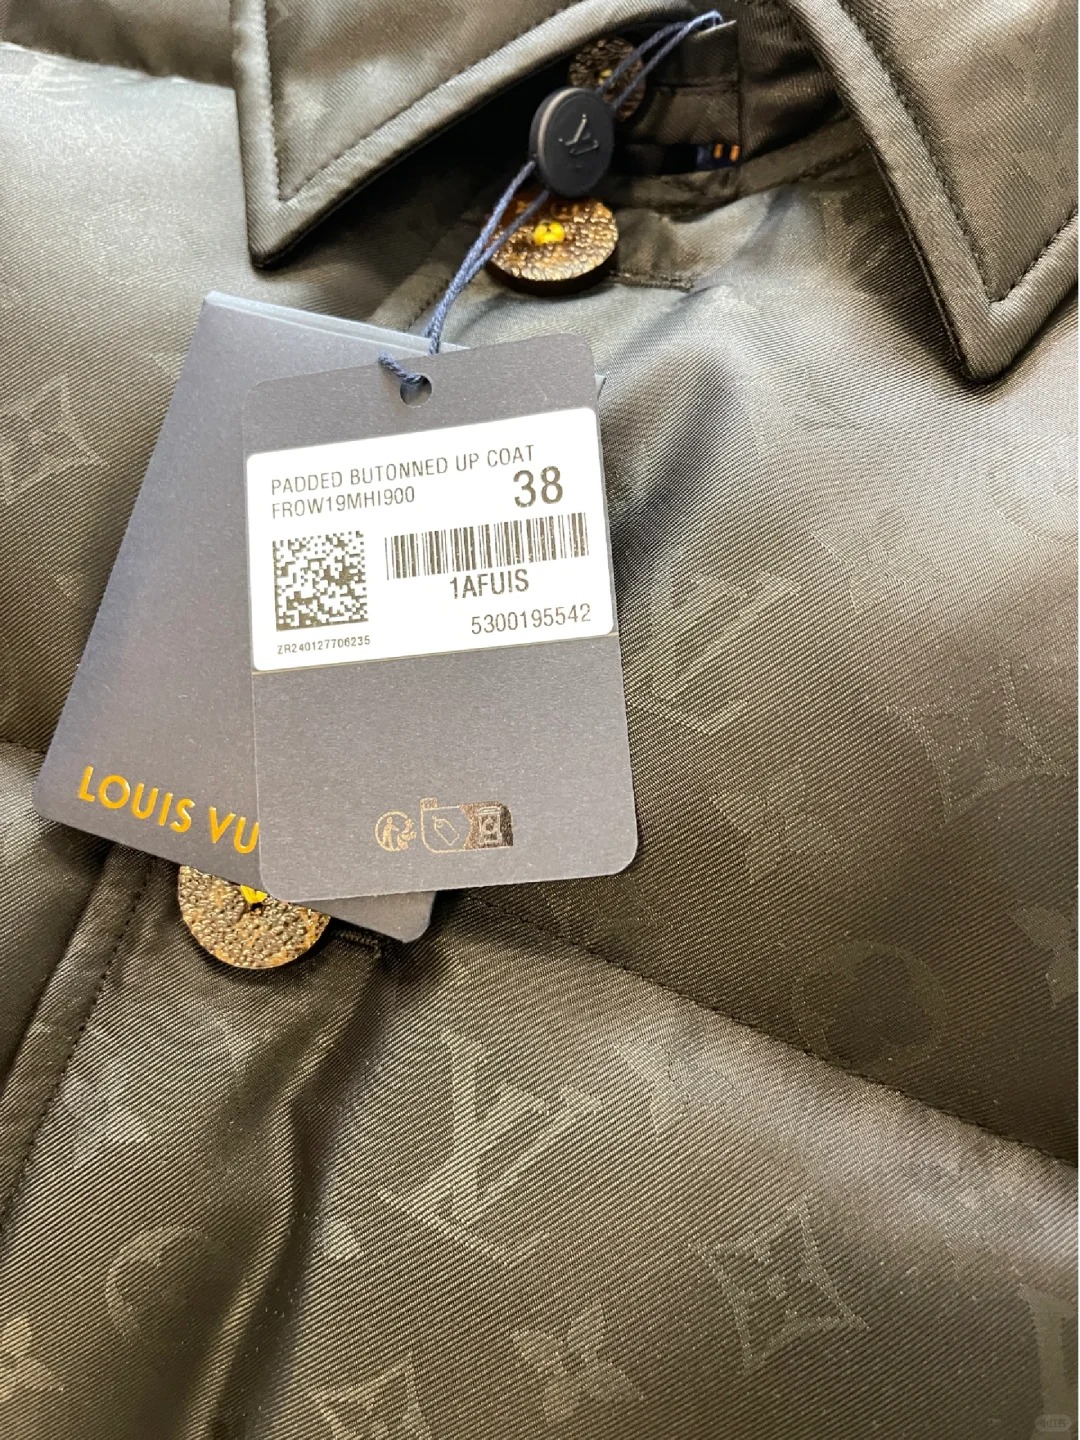 PADDED BUTONNED UP COAT
FROW19MHI900
38
1AFUIS
5300195542
ZR240127706235
LOUIS VU